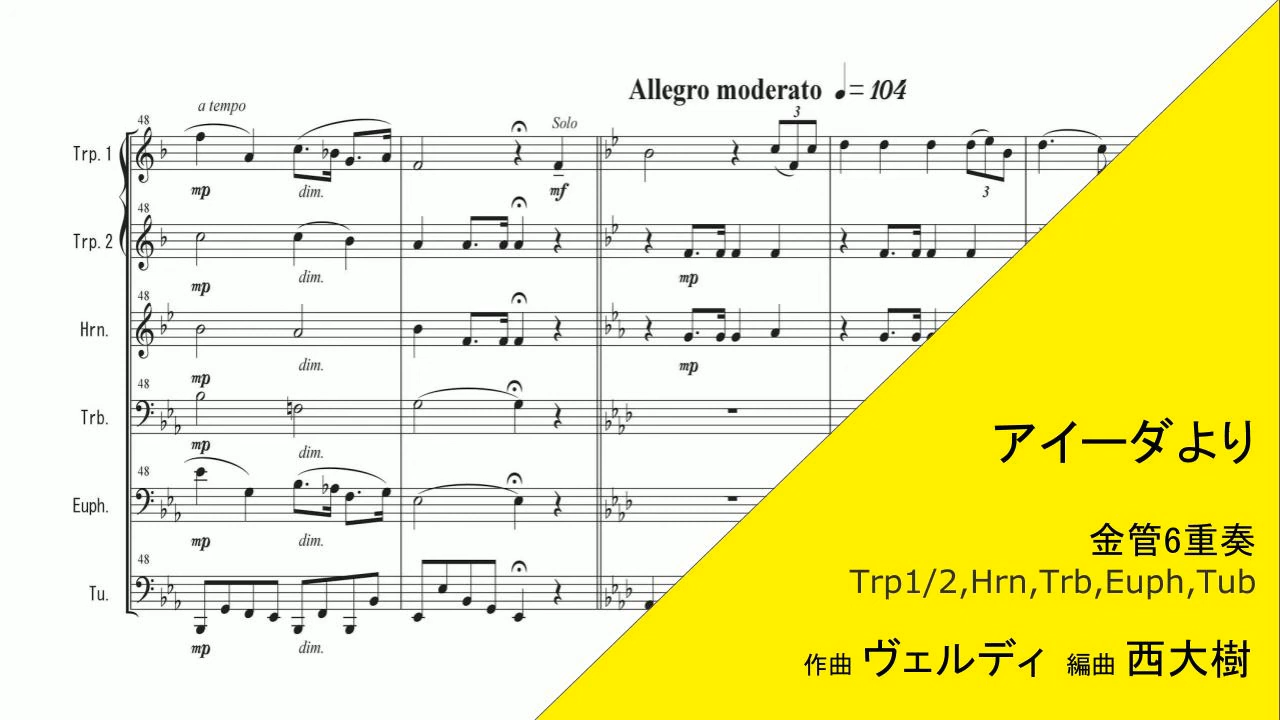 Allegro moderato ♩= 104
a tempo
Solo
48
3
Trp. 1
mp
dim.
mf
3
48
Trp. 2
mp
dim.
mp
48
Hrn.
mp
dim.
mp
48
Trb.
mp
dim.
48
Euph.
mp
dim.
48
Tu.
mp
dim.
アイーダより
金管6重奏
Trp1/2,Hrn,Trb,Euph,Tub
作曲 ヴェルディ 編曲 西大樹